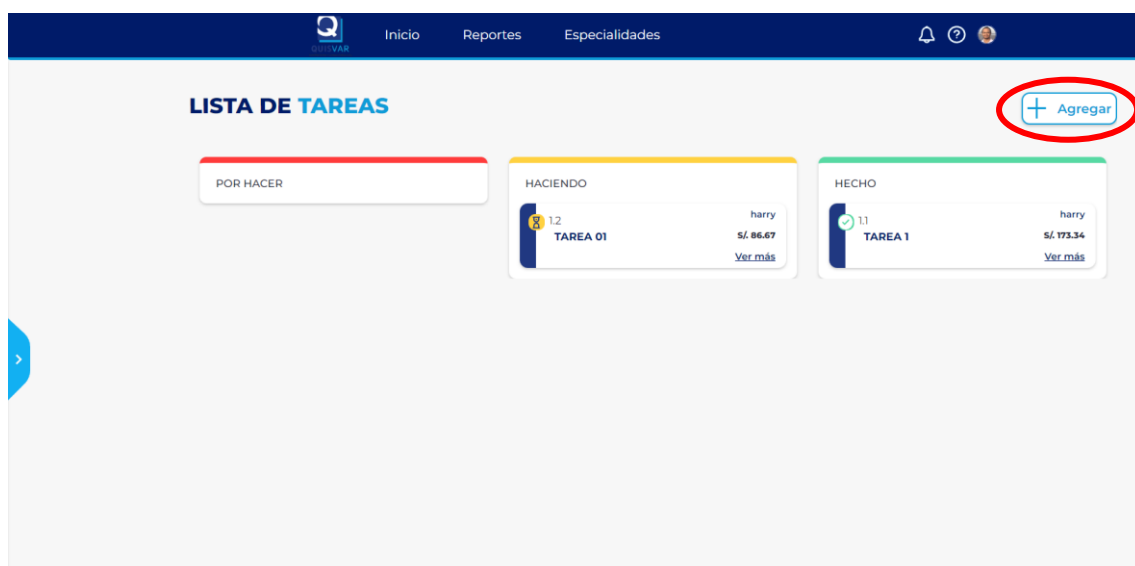 Q
QUISVAR
Inicio Reportes Especialidades
LISTA DE TAREAS
Agregar
POR HACER
HACIENDO
1.2 harry
TAREA 01 S/. 86.67
Ver más
HECHO
1.1 harry
TAREA 1 S/. 173.34
Ver más